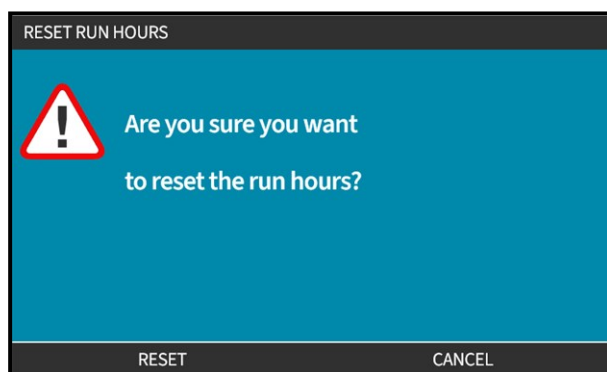 RESET RUN HOURS
!
Are you sure you want
to reset the run hours?
RESET CANCEL